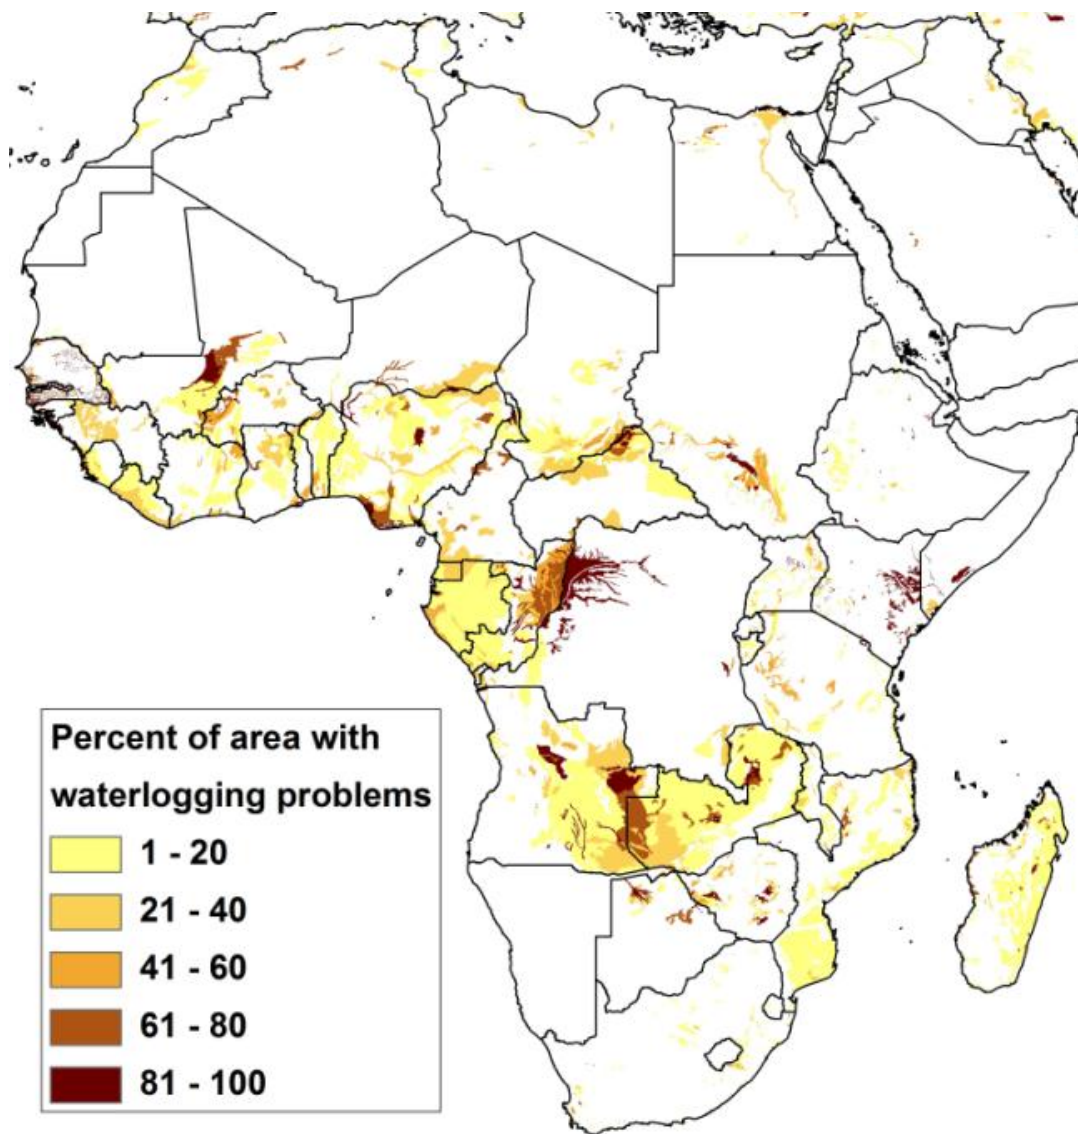 Percent of area with
waterlogging problems
1 - 20
21 - 40
41 - 60
61 - 80
81 - 100